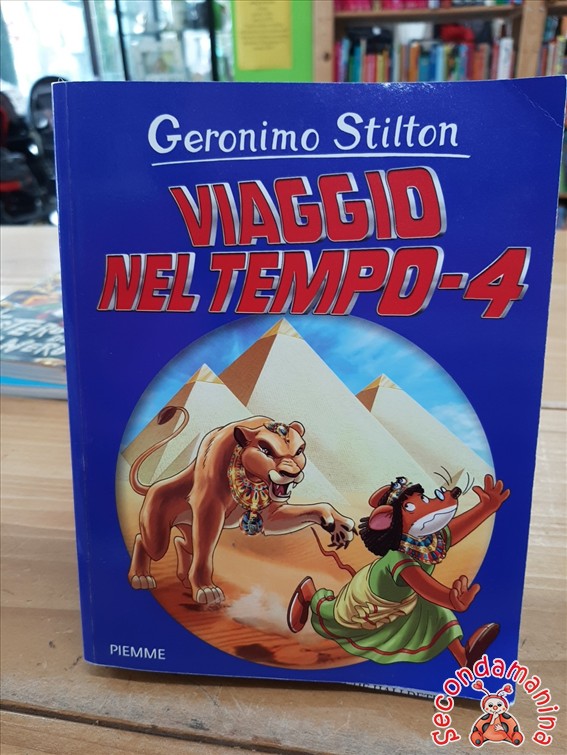 Geronimo Stilton
VIAGGIO
NEL TEMPO-4
PIEMME
Secondamanina